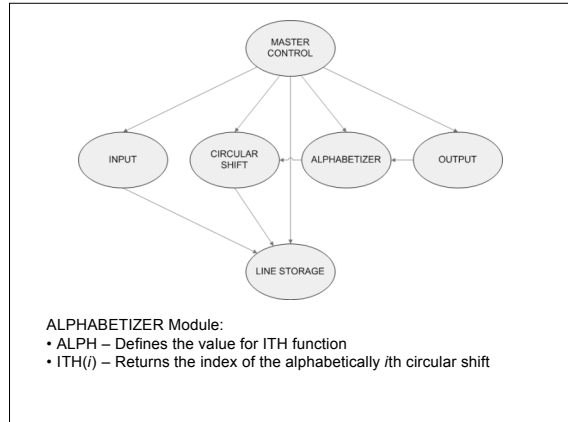 MASTER
CONTROL
INPUT
CIRCULAR
SHIFT
ALPHABETIZER
OUTPUT
LINE STORAGE
ALPHABETIZER Module:
• ALPH – Defines the value for ITH function
• ITH(i) – Returns the index of the alphabetically ith circular shift